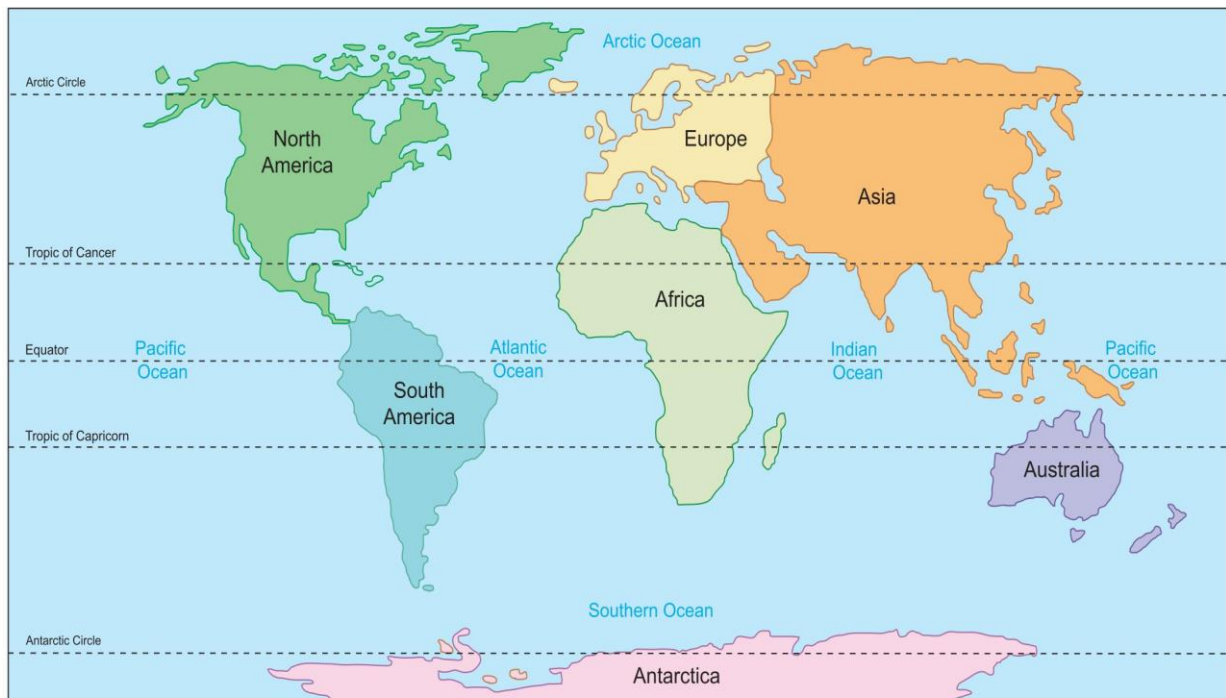 Arctic Ocean
Arctic Circle
North
America
Europe
Asia
Tropic of Cancer
Africa
Equator
Pacific
Ocean
Atlantic
Ocean
Indian
Ocean
Pacific
Ocean
South
America
Tropic of Capricorn
Australia
Southern Ocean
Antarctic Circle
Antarctica